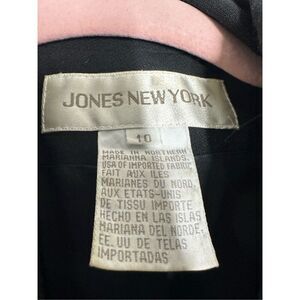 JONES NEW YORK
10
MADE IN NORTHERN
MARIANNA ISLANDS,
USA OF IMPORTED FABRIC
FAIT AUX ILES
MARIANES DU NORD,
AUX ETATS-UNIS
DE TISSU IMPORTE
HECHO EN LAS ISLAS
MARIANA DEL NORDE,
EE. UU DE TELAS
IMPORTADAS